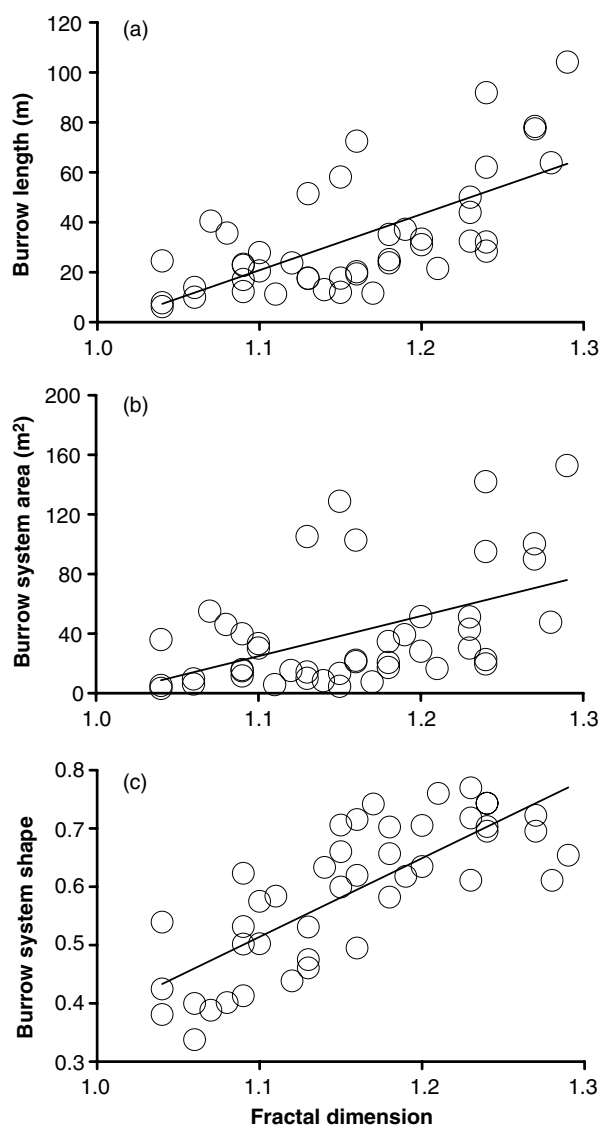 (a)
Burrow length (m)
120
100
80
60
40
20
0
1.0 1.1 1.2 1.3
(b)
Burrow system area (m²)
200
160
120
80
40
0
1.0 1.1 1.2 1.3
(c)
Burrow system shape
0.8
0.7
0.6
0.5
0.4
0.3
1.0 1.1 1.2 1.3
Fractal dimension